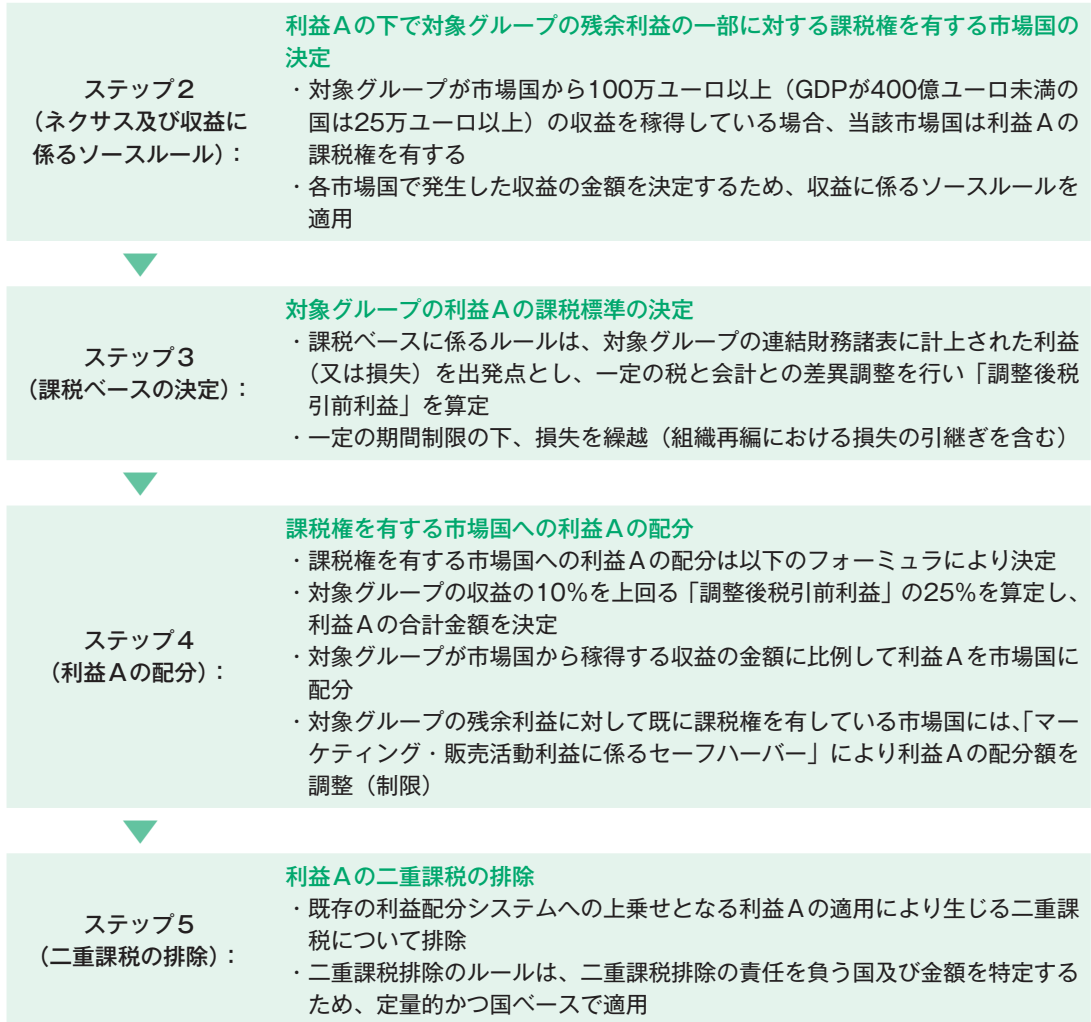 利益Aの下で対象グループの残余利益の一部に対する課税権を有する市場国の
決定
ステップ2
(ネクサス及び収益に
係るソースルール):
・対象グループが市場国から100万ユーロ以上(GDPが400億ユーロ未満の
国は25万ユーロ以上)の収益を稼得している場合、当該市場国は利益Aの
課税権を有する
・各市場国で発生した収益の金額を決定するため、収益に係るソースルールを
適用
対象グループの利益Aの課税標準の決定
ステップ3
(課税ベースの決定):
・課税ベースに係るルールは、対象グループの連結財務諸表に計上された利益
(又は損失)を出発点とし、一定の税と会計との差異調整を行い「調整後税
引前利益」を算定
・一定の期間制限の下、損失を繰越(組織再編における損失の引継ぎを含む)
課税権を有する市場国への利益Aの配分
ステップ4
(利益Aの配分):
・課税権を有する市場国への利益Aの配分は以下のフォーミュラにより決定
・対象グループの収益の10%を上回る「調整後税引前利益」の25%を算定し、
利益Aの合計金額を決定
・対象グループが市場国から稼得する収益の金額に比例して利益Aを市場国に
配分
・対象グループの残余利益に対して既に課税権を有している市場国には、「マー
ケティング・販売活動利益に係るセーフハーバー」により利益Aの配分額を
調整(制限)
利益Aの二重課税の排除
ステップ5
(二重課税の排除):
・既存の利益配分システムへの上乗せとなる利益Aの適用により生じる二重課
税について排除
・二重課税排除のルールは、二重課税排除の責任を負う国及び金額を特定する
ため、定量的かつ国ベースで適用